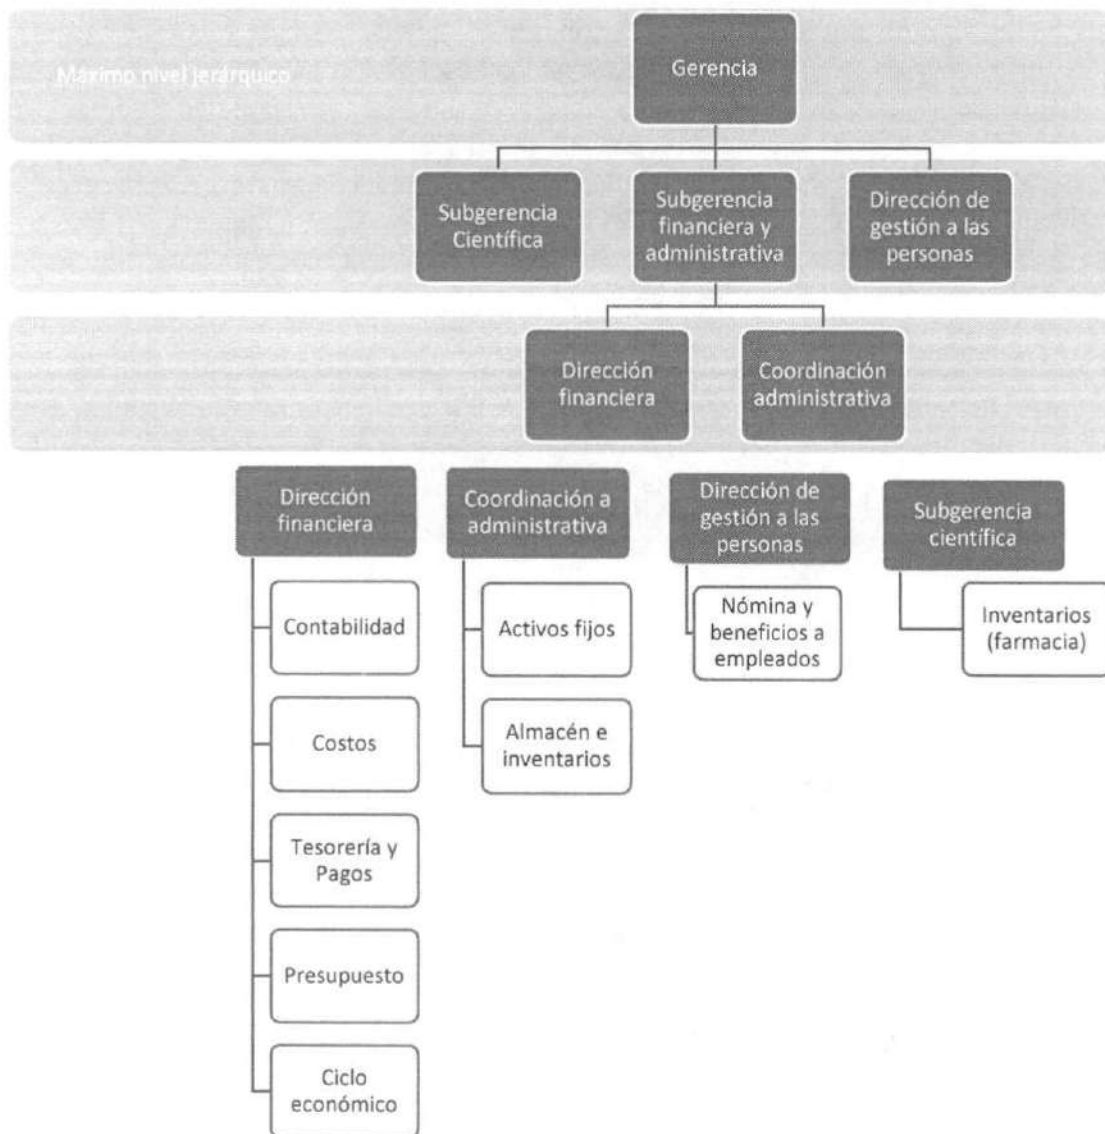 Máximo nivel jerárquico
Gerencia
Subgerencia
Científica
Subgerencia
financiera y
administrativa
Dirección de
gestión a las
personas
Dirección
financiera
Coordinación
administrativa
Dirección
financiera
Contabilidad
Costos
Tesorería y
Pagos
Presupuesto
Ciclo
económico
Coordinación a
administrativa
Activos fijos
Almacén e
inventarios
Dirección de
gestión a las
personas
Nómina y
beneficios a
empleados
Subgerencia
científica
Inventarios
(farmacia)